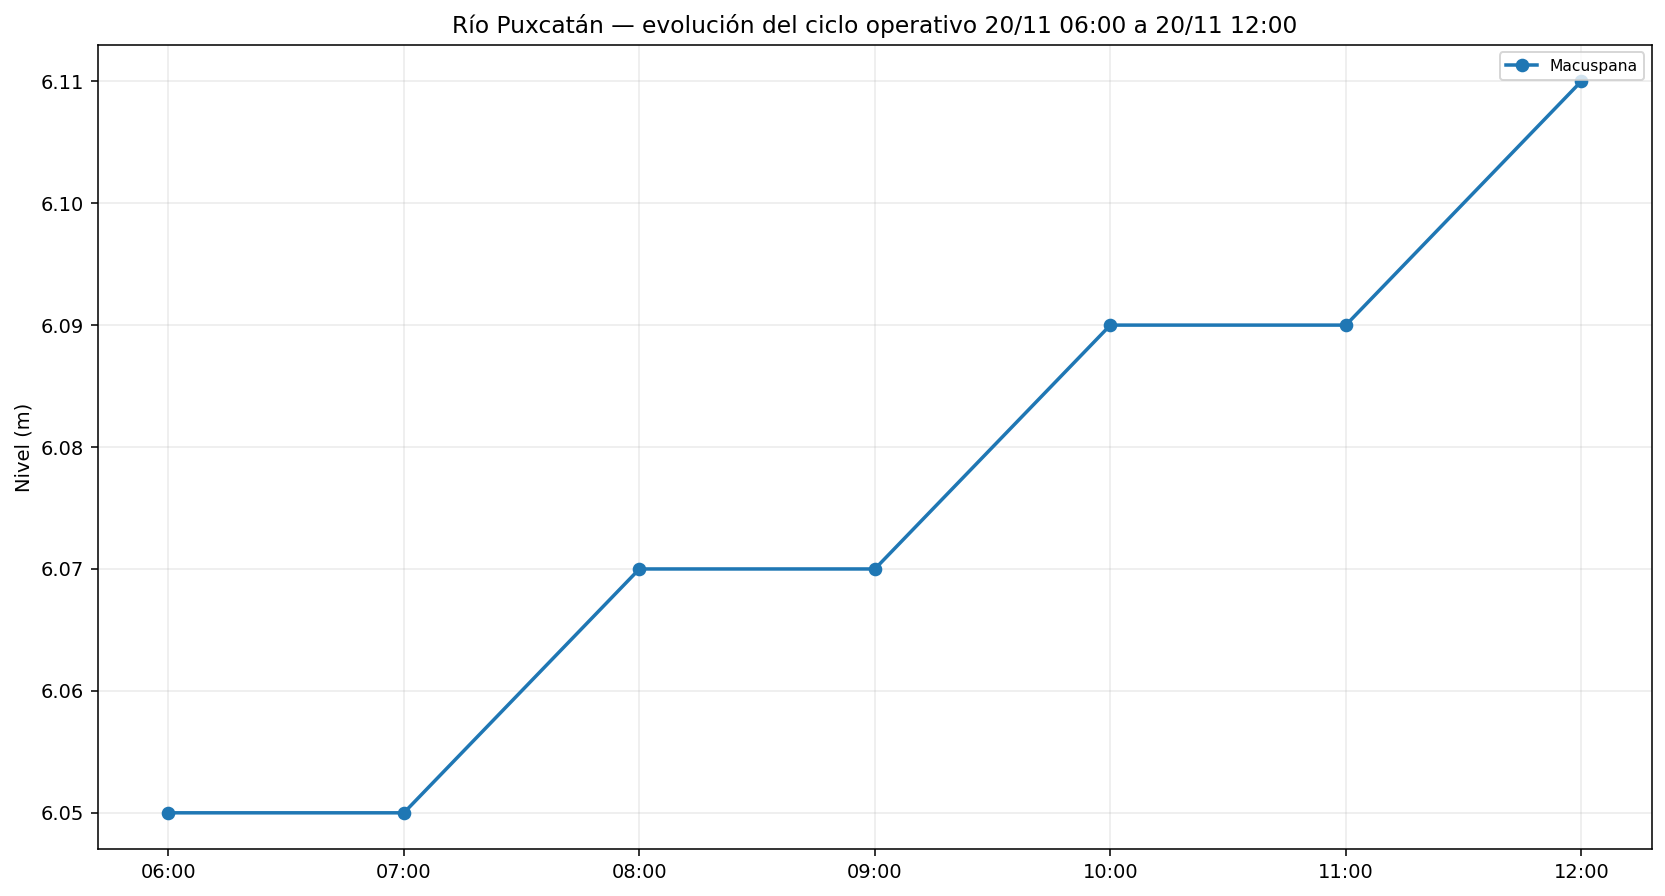 Río Puxcatán — evolución del ciclo operativo 20/11 06:00 a 20/11 12:00
Macuspana
6.11
6.10
6.09
6.08
6.07
6.06
6.05
Nivel (m)
06:00 07:00 08:00 09:00 10:00 11:00 12:00